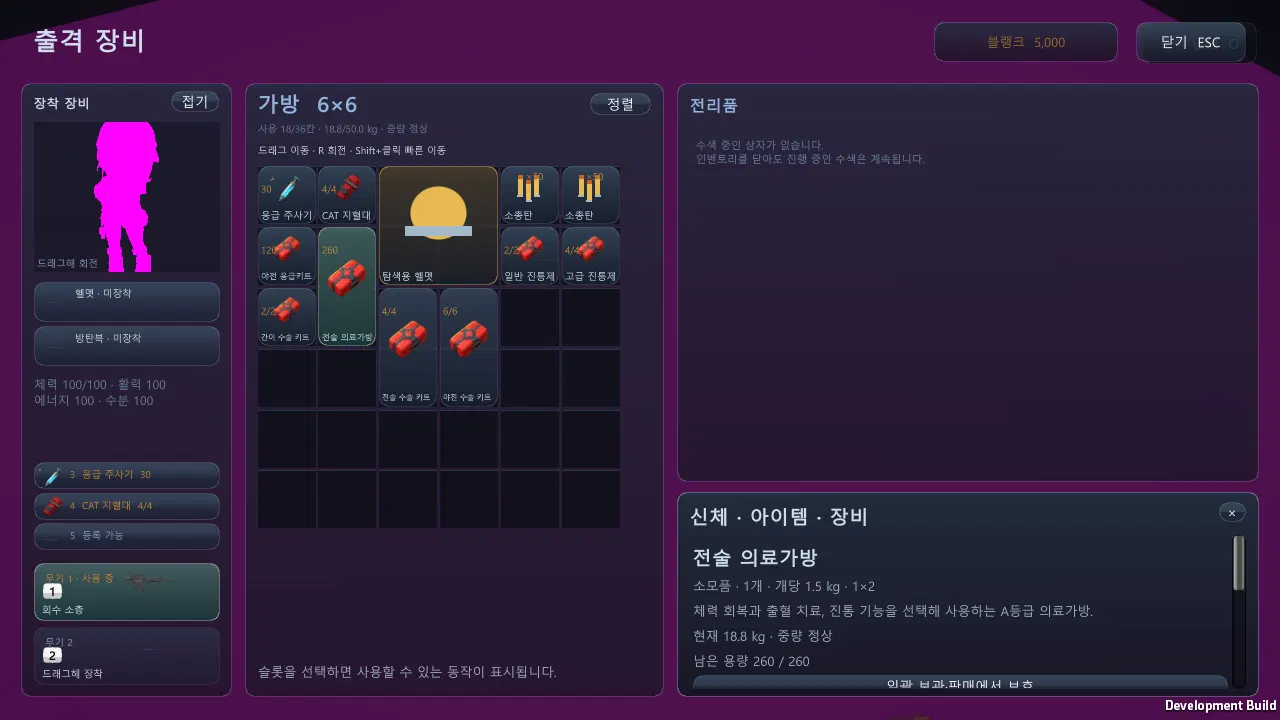 출격 장비
블랭크 5,000
닫기 ESC
장착 장비
접기
드래그해 회전
헬멧 · 미장착
방탄복 · 미장착
체력 100/100 · 활력 100
에너지 100 · 수분 100
3 응급 주사기 30
4 CAT 지혈대 4/4
5 등록 가능
무기 1 · 사용 중
1
회수 소총
무기 2
2
드래그해 장착
가방 6×6
정렬
사용 18/36칸 · 18.8/50.0 kg · 중량 정상
드래그 이동 · R 회전 · Shift+클릭 빠른 이동
30
응급 주사기
4/4
CAT 지혈대
탐색용 헬멧
×50
소총탄
×50
소총탄
120
야전 응급키트
260
전술 의료가방
2/2
일반 진통제
4/4
고급 진통제
2/2
간이 수술 키트
4/4
전술 수술 키트
6/6
야전 수술 키트
슬롯을 선택하면 사용할 수 있는 동작이 표시됩니다.
전리품
수색 중인 상자가 없습니다.
인벤토리를 닫아도 진행 중인 수색은 계속됩니다.
신체 · 아이템 · 장비
×
전술 의료가방
소모품 · 1개 · 개당 1.5 kg · 1×2
체력 회복과 출혈 치료, 진통 기능을 선택해 사용하는 A등급 의료가방.
현재 18.8 kg · 중량 정상
남은 용량 260 / 260
일괄 보관·판매에서 보호
Development Build